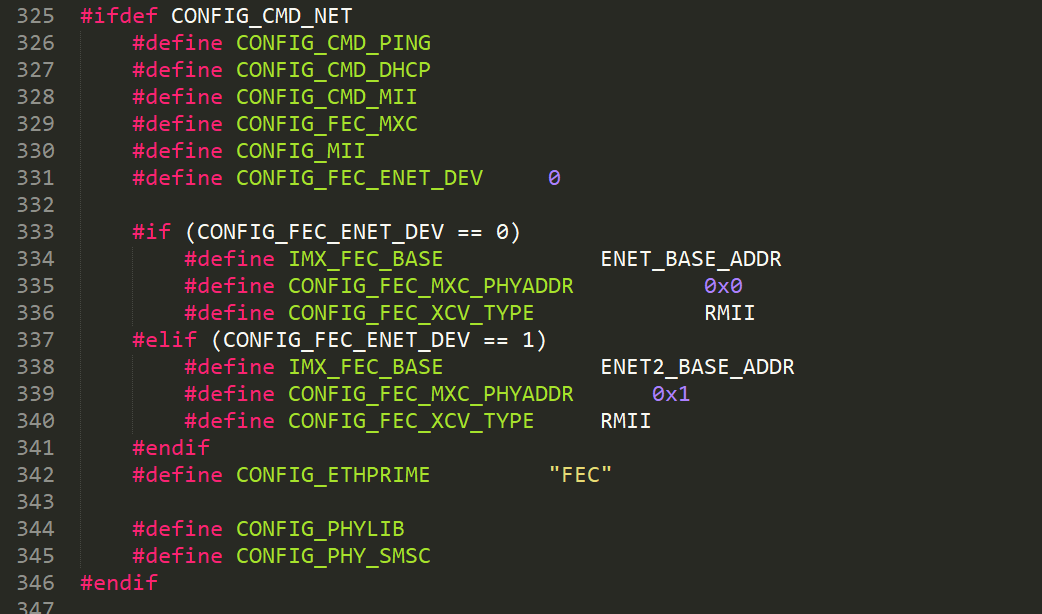 325 #ifdef CONFIG_CMD_NET
326     #define CONFIG_CMD_PING
327     #define CONFIG_CMD_DHCP
328     #define CONFIG_CMD_MII
329     #define CONFIG_FEC_MXC
330     #define CONFIG_MII
331     #define CONFIG_FEC_ENET_DEV     0
332
333     #if (CONFIG_FEC_ENET_DEV == 0)
334         #define IMX_FEC_BASE            ENET_BASE_ADDR
335         #define CONFIG_FEC_MXC_PHYADDR          0x0
336         #define CONFIG_FEC_XCV_TYPE             RMII
337     #elif (CONFIG_FEC_ENET_DEV == 1)
338         #define IMX_FEC_BASE            ENET2_BASE_ADDR
339         #define CONFIG_FEC_MXC_PHYADDR      0x1
340         #define CONFIG_FEC_XCV_TYPE     RMII
341     #endif
342     #define CONFIG_ETHPRIME         "FEC"
343
344     #define CONFIG_PHYLIB
345     #define CONFIG_PHY_SMSC
346 #endif
347